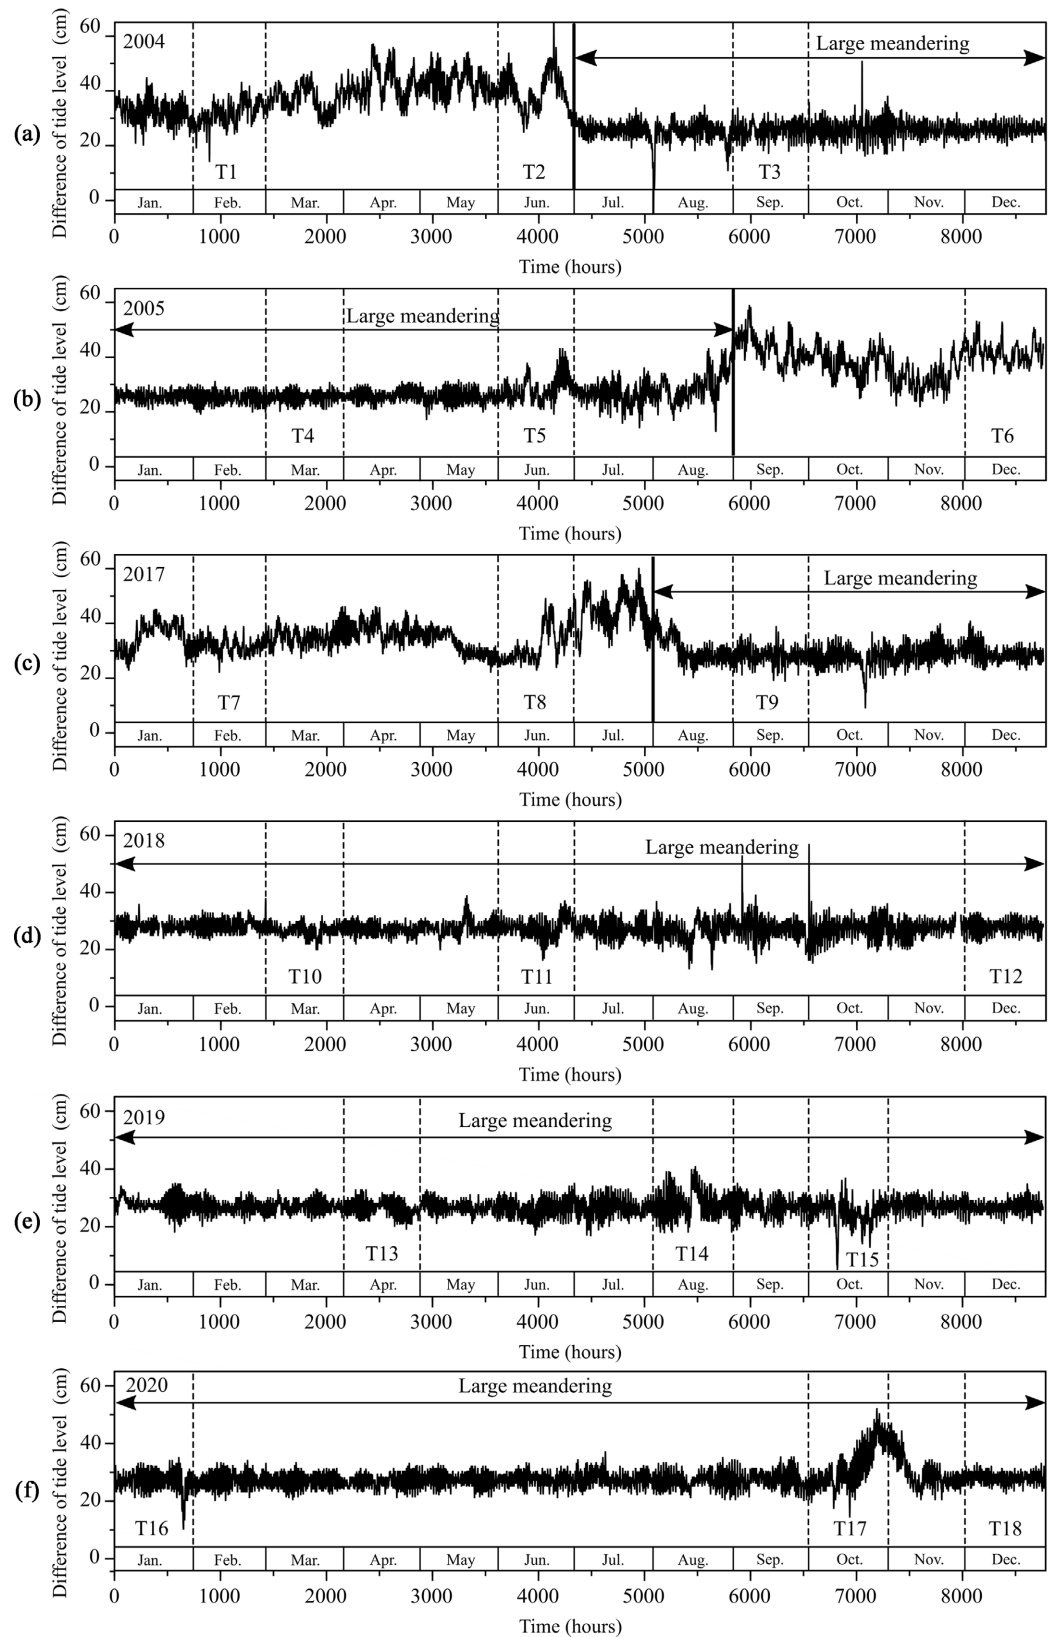 (a)
Difference of tide level (cm)
60
40
20
0
2004
Large meandering
T1 T2 T3
Jan. Feb. Mar. Apr. May Jun. Jul. Aug. Sep. Oct. Nov. Dec.
0 1000 2000 3000 4000 5000 6000 7000 8000
Time (hours)
(b)
Difference of tide level (cm)
60
40
20
0
2005
Large meandering
T4 T5 T6
Jan. Feb. Mar. Apr. May Jun. Jul. Aug. Sep. Oct. Nov. Dec.
0 1000 2000 3000 4000 5000 6000 7000 8000
Time (hours)
(c)
Difference of tide level (cm)
60
40
20
0
2017
Large meandering
T7 T8 T9
Jan. Feb. Mar. Apr. May Jun. Jul. Aug. Sep. Oct. Nov. Dec.
0 1000 2000 3000 4000 5000 6000 7000 8000
Time (hours)
(d)
Difference of tide level (cm)
60
40
20
0
2018
Large meandering
T10 T11 T12
Jan. Feb. Mar. Apr. May Jun. Jul. Aug. Sep. Oct. Nov. Dec.
0 1000 2000 3000 4000 5000 6000 7000 8000
Time (hours)
(e)
Difference of tide level (cm)
60
40
20
0
2019
Large meandering
T13 T14 T15
Jan. Feb. Mar. Apr. May Jun. Jul. Aug. Sep. Oct. Nov. Dec.
0 1000 2000 3000 4000 5000 6000 7000 8000
Time (hours)
(f)
Difference of tide level (cm)
60
40
20
0
2020
Large meandering
T16 T17 T18
Jan. Feb. Mar. Apr. May Jun. Jul. Aug. Sep. Oct. Nov. Dec.
0 1000 2000 3000 4000 5000 6000 7000 8000
Time (hours)